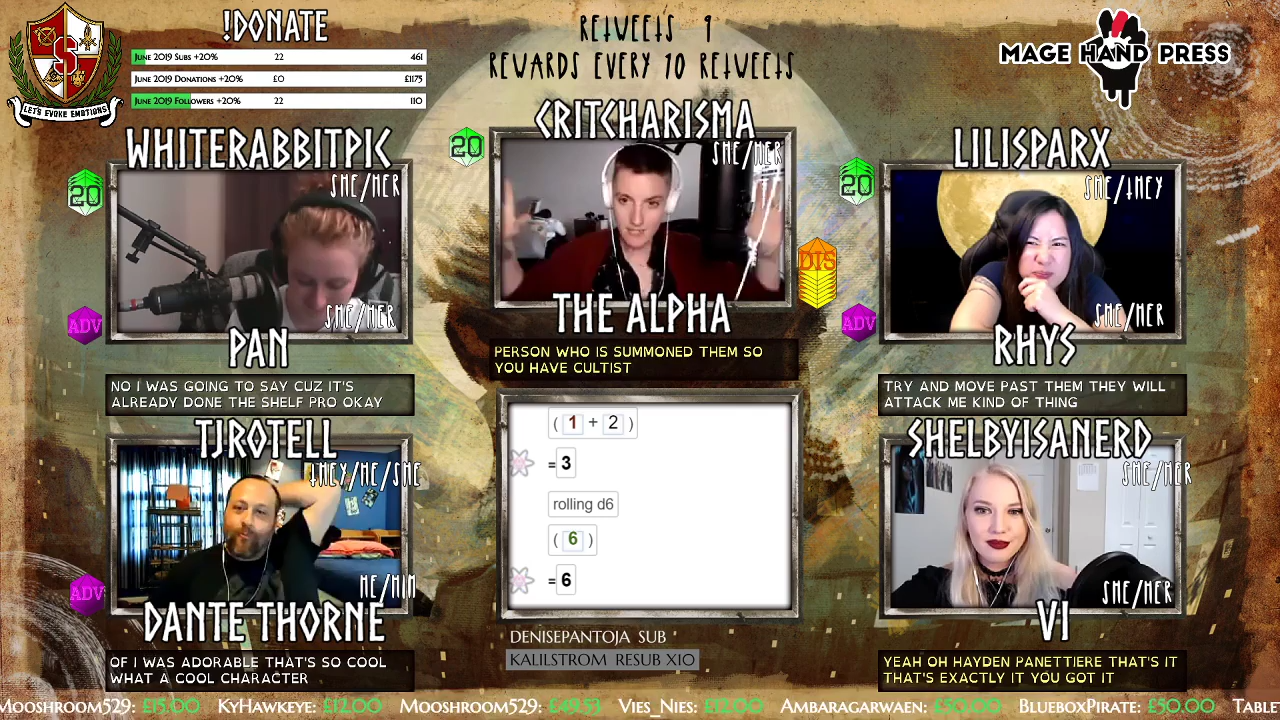 !DONATE
JUNE 2019 SUBS +20% 22 461
JUNE 2019 DONATIONS +20% £0 £1175
JUNE 2019 FOLLOWERS +20% 22 110
S
LET'S EVOKE EMOTIONS
RETWEETS 9
REWARDS EVERY 10 RETWEETS
MAGE HAND PRESS
WHITERABBITPIC
SHE/HER
20
ADV
SHE/HER
PAN
NO I WAS GOING TO SAY CUZ IT'S
ALREADY DONE THE SHELF PRO OKAY
CRITCHARISMA
SHE/HER
20
DIS
THE ALPHA
PERSON WHO IS SUMMONED THEM SO
YOU HAVE CULTIST
LILISPARX
SHE/THEY
20
ADV
SHE/HER
RHYS
TRY AND MOVE PAST THEM THEY WILL
ATTACK ME KIND OF THING
TJROTELL
THEY/HE/SHE
ADV
HE/HIM
DANTE THORNE
OF I WAS ADORABLE THAT'S SO COOL
WHAT A COOL CHARACTER
( 1 + 2 )
= 3
rolling d6
( 6 )
= 6
DENISEPANTOJA SUB
KALILSTROM RESUB X10
SHELBYISANERD
SHE/HER
SHE/HER
VI
YEAH OH HAYDEN PANETTIERE THAT'S IT
THAT'S EXACTLY IT YOU GOT IT
MOOSHROOM529: £15.00 KYHAWKEYE: £12.00 MOOSHROOM529: £49.53 VIES_NIES: £12.00 AMBARAGARWAEN: £50.00 BLUEBOXPIRATE: £50.00 TABLE